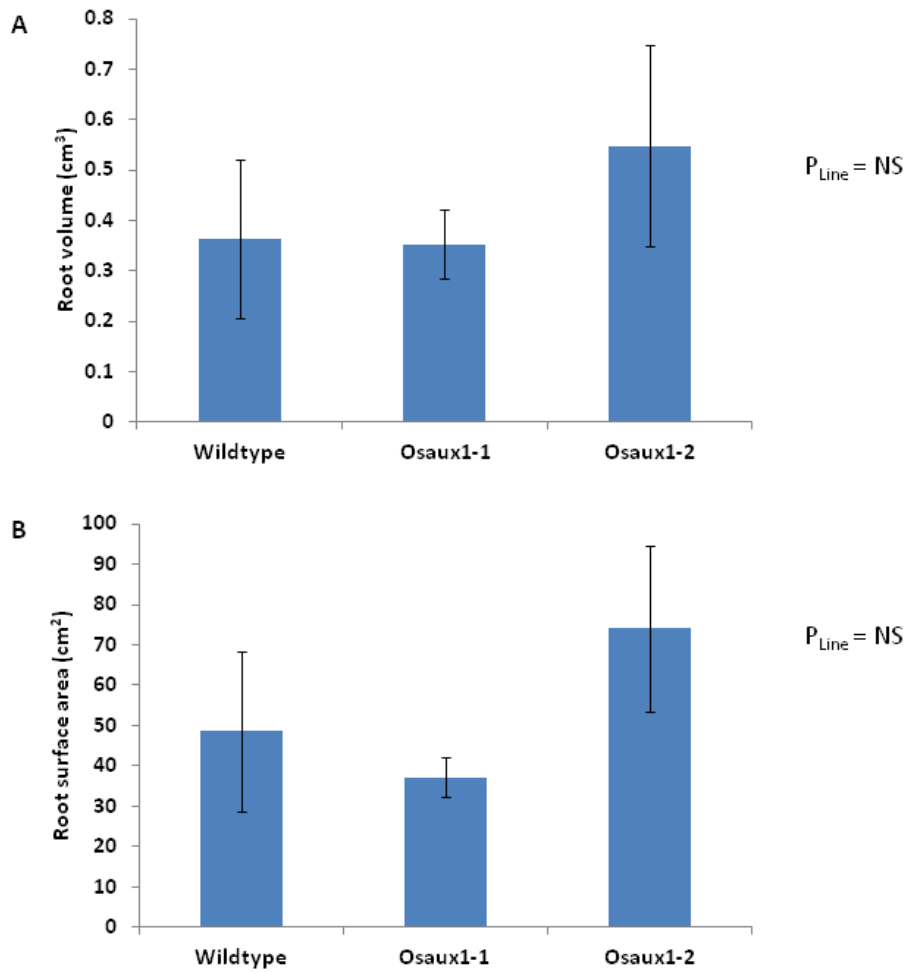 A
0.8
0.7
0.6
0.5
0.4
0.3
0.2
0.1
0
Root volume (cm³)
Wildtype Osaux1-1 Osaux1-2
P_Line = NS
B
100
90
80
70
60
50
40
30
20
10
0
Root surface area (cm²)
Wildtype Osaux1-1 Osaux1-2
P_Line = NS